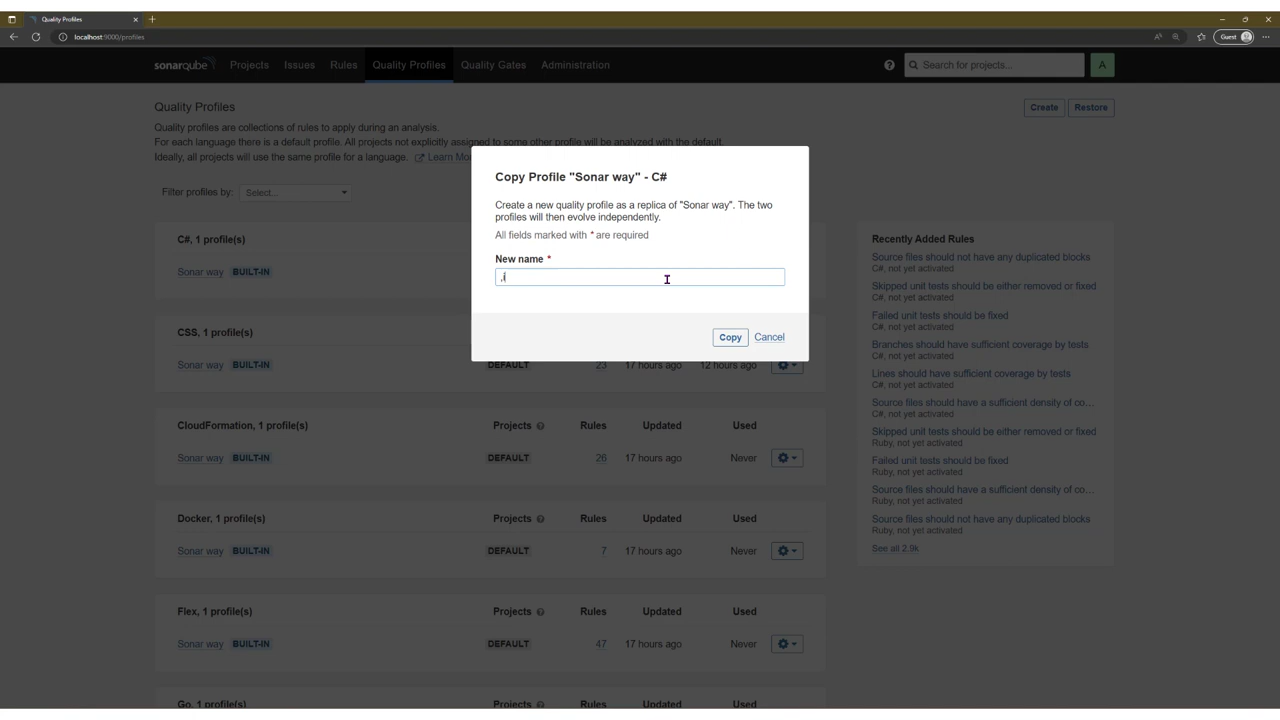 Quality Profiles
localhost:9000/profiles
Guest
sonarqube
Projects
Issues
Rules
Quality Profiles
Quality Gates
Administration
Search for projects...
A
Quality Profiles
Create
Restore
Quality profiles are collections of rules to apply during an analysis.
For each language there is a default profile. All projects not explicitly assigned to some other profile will be analyzed with the default.
Ideally, all projects will use the same profile for a language.
Learn Mo
Filter profiles by:
Select...
Copy Profile "Sonar way" - C#
Create a new quality profile as a replica of "Sonar way". The two
profiles will then evolve independently.
All fields marked with * are required
New name *
Copy
Cancel
C#, 1 profile(s)
Sonar way BUILT-IN
CSS, 1 profile(s)
Sonar way BUILT-IN DEFAULT 23 17 hours ago 12 hours ago
CloudFormation, 1 profile(s) Projects Rules Updated Used
Sonar way BUILT-IN DEFAULT 26 17 hours ago Never
Docker, 1 profile(s) Projects Rules Updated Used
Sonar way BUILT-IN DEFAULT 7 17 hours ago Never
Flex, 1 profile(s) Projects Rules Updated Used
Sonar way BUILT-IN DEFAULT 47 17 hours ago Never
Go, 1 profile(s) Projects Rules Updated Used
Recently Added Rules
Source files should not have any duplicated blocks
C#, not yet activated
Skipped unit tests should be either removed or fixed
C#, not yet activated
Failed unit tests should be fixed
C#, not yet activated
Branches should have sufficient coverage by tests
C#, not yet activated
Lines should have sufficient coverage by tests
C#, not yet activated
Source files should have a sufficient density of co...
C#, not yet activated
Skipped unit tests should be either removed or fixed
Ruby, not yet activated
Failed unit tests should be fixed
Ruby, not yet activated
Source files should have a sufficient density of co...
Ruby, not yet activated
Source files should not have any duplicated blocks
Ruby, not yet activated
See all 2.9k